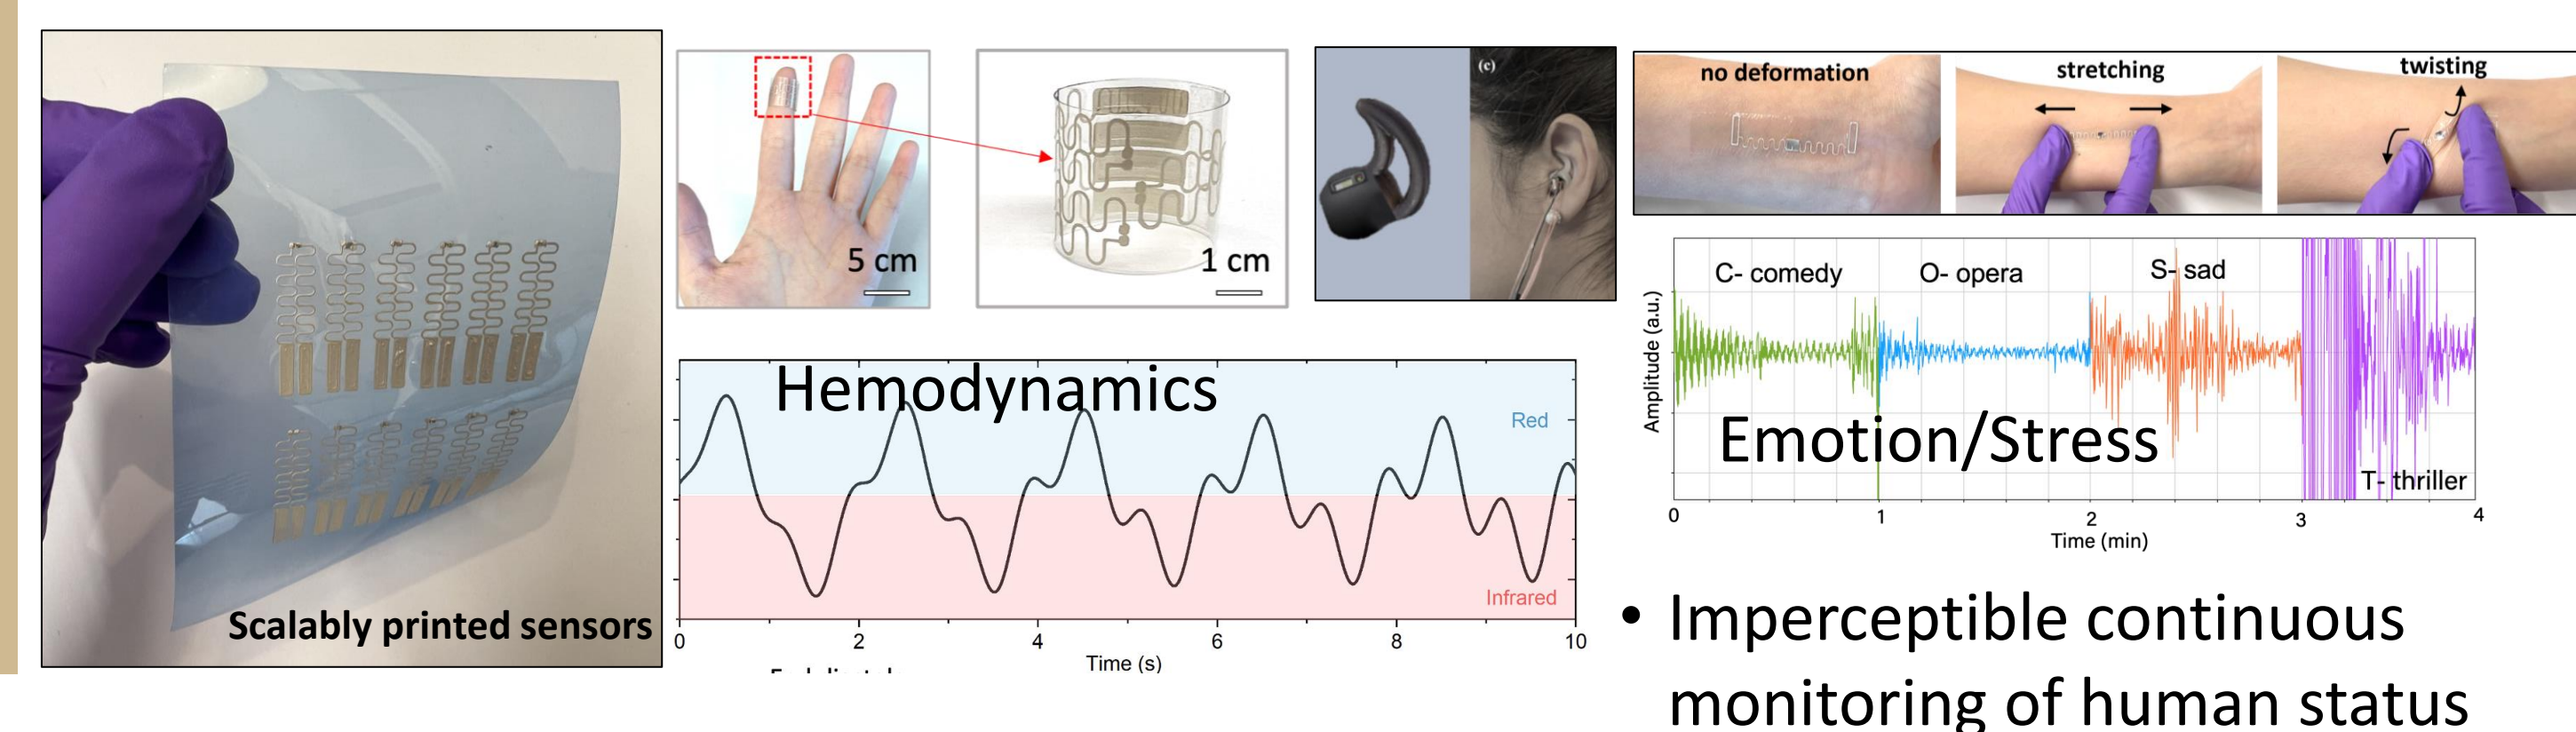 Scalably printed sensors
5 cm
1 cm
(c)
no deformation
stretching
twisting
Hemodynamics
Red
Infrared
0 2 4 6 8 10
Time (s)
C- comedy
O- opera
S- sad
T- thriller
Emotion/Stress
Amplitude (a.u.)
0 1 2 3 4
Time (min)
• Imperceptible continuous
monitoring of human status